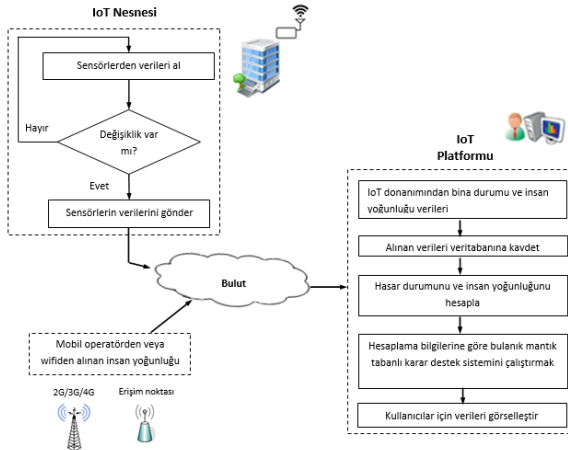 IoT Nesnesi
Sensörlerden verileri al
Hayır
Değişiklik var
mı?
Evet
Sensörlerin verilerini gönder
Bulut
Mobil operatörden veya
wifiden alınan insan yoğunluğu
2G/3G/4G
Erişim noktası
IoT
Platformu
IoT donanımından bina durumu ve insan
yoğunluğu verileri
Alınan verileri veritabanına kavdet
Hasar durumunu ve insan yoğunluğunu
hesapla
Hesaplama bilgilerine göre bulanık mantık
tabanlı karar destek sistemini çalıştırmak
Kullanıcılar için verileri görselleştir